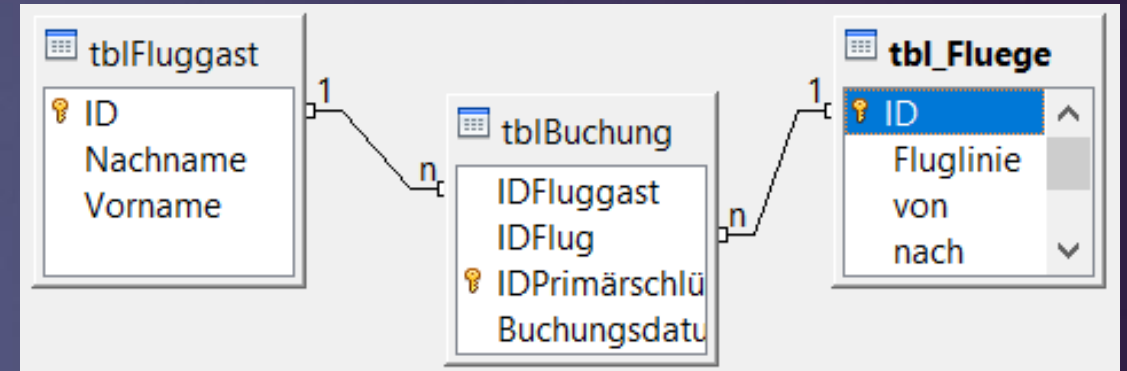 tblFluggast
ID
Nachname
Vorname
1
n
tblBuchung
IDFluggast
IDFlug
IDPrimärschlü
Buchungsdatu
n
1
tbl_Fluege
ID
Fluglinie
von
nach